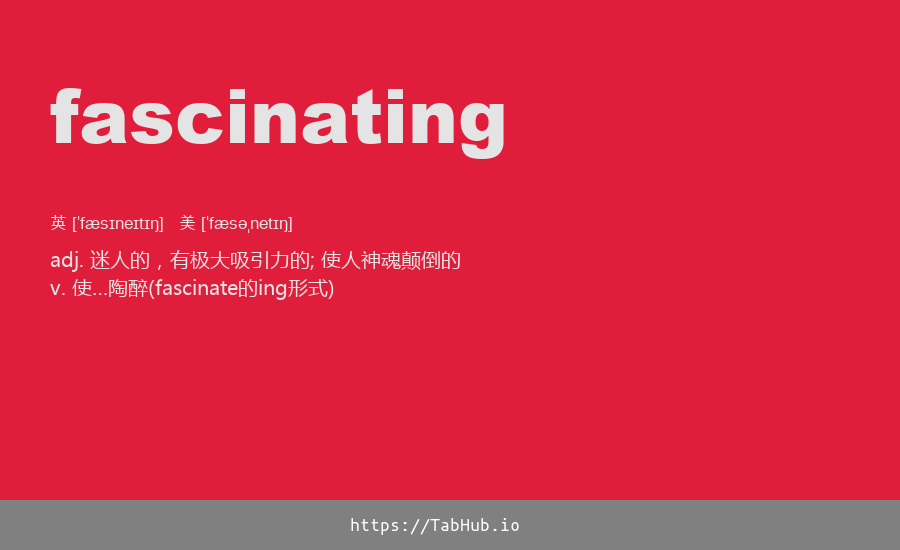 fascinating
英 [ˈfæsɪneɪtɪŋ] 美 [ˈfæsəˌnetɪŋ]
adj. 迷人的，有极大吸引力的; 使人神魂颠倒的
v. 使…陶醉(fascinate的ing形式)
https://TabHub.io